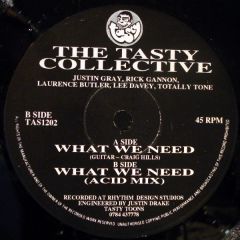 THE TASTY
COLLECTIVE
JUSTIN GRAY, RICK GANNON,
LAURENCE BUTLER, LEE DAVEY, TOTALLY TONE
B SIDE
TAS1202
45 RPM
A SIDE
WHAT WE NEED
(GUITAR - CRAIG HILLS)
B SIDE
WHAT WE NEED
(ACID MIX)
RECORDED AT RHYTHM DESIGN STUDIOS
ENGINEERED BY JUSTIN DRAKE
TASTY TOONS
0784 437778